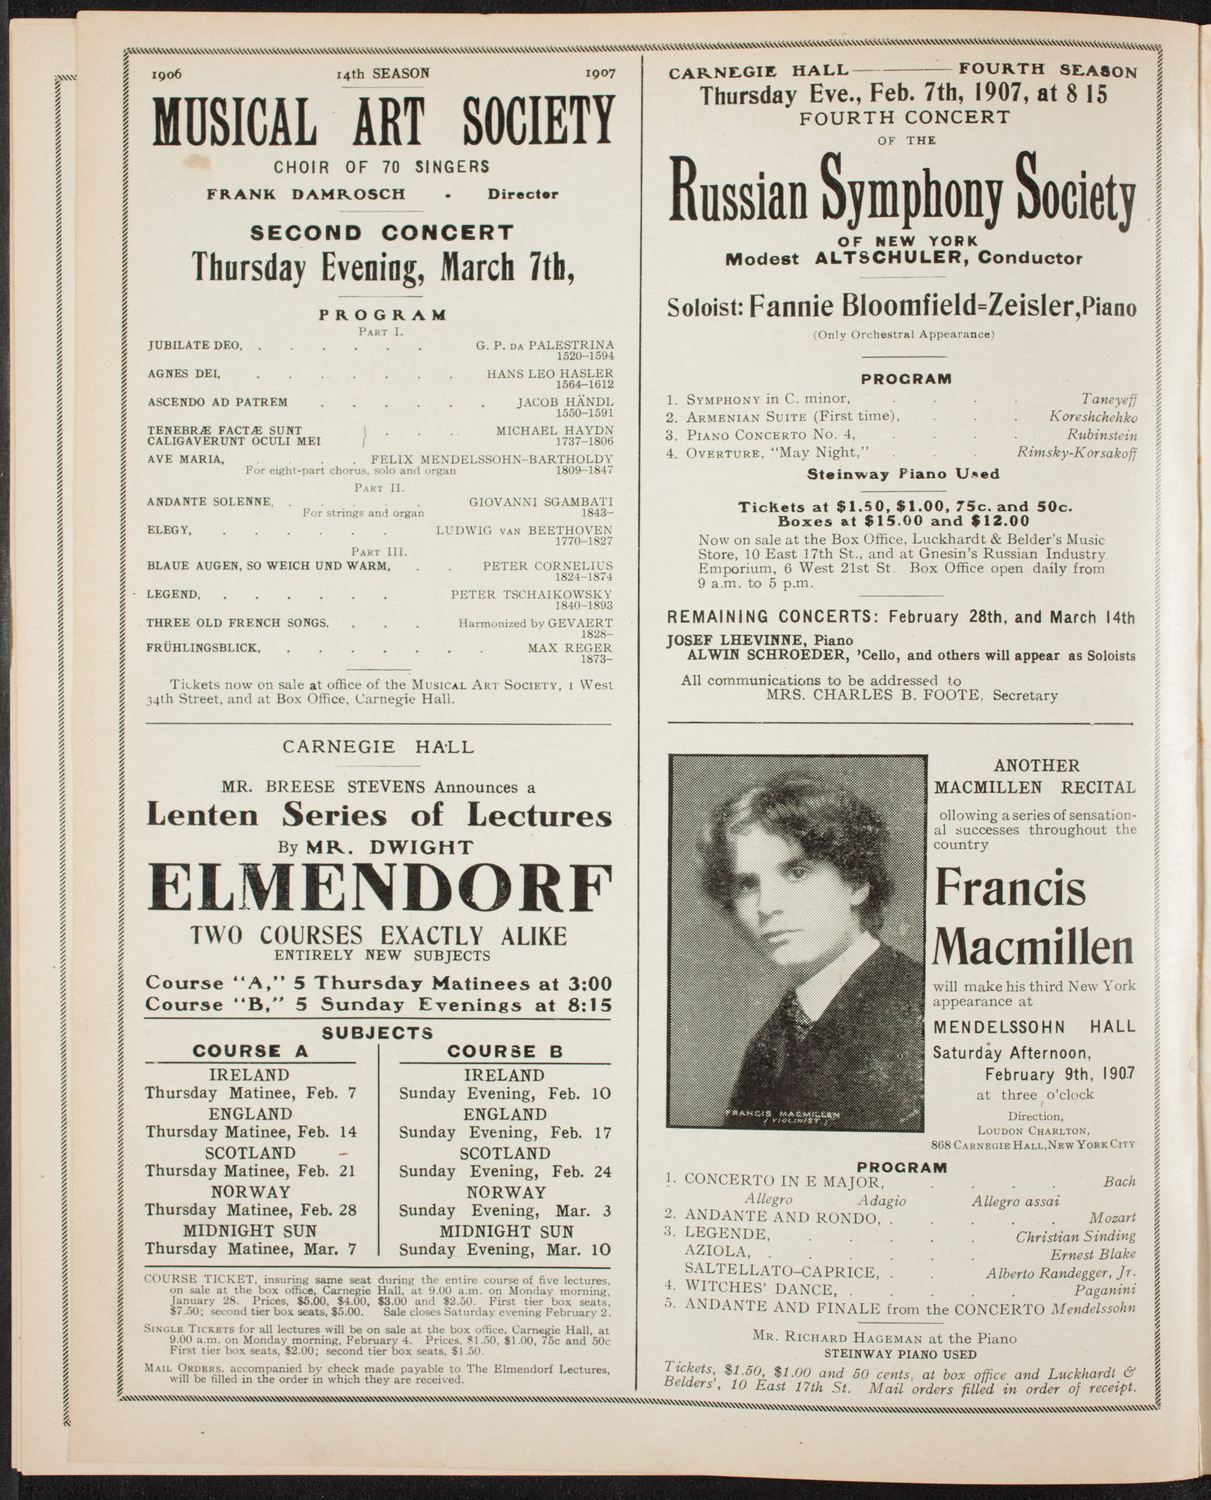 1906 14th SEASON 1907
MUSICAL ART SOCIETY
CHOIR OF 70 SINGERS
FRANK DAMROSCH - Director
SECOND CONCERT
Thursday Evening, March 7th,
PROGRAM
PART I.
JUBILATE DEO, . . . . . . G. P. DA PALESTRINA
1520–1594
AGNES DEI, . . . . . . . HANS LEO HASLER
1564–1612
ASCENDO AD PATREM . . . . . JACOB HÄNDL
1550–1591
TENEBRÆ FACTÆ SUNT } . . . MICHAEL HAYDN
CALIGAVERUNT OCULI MEI } 1737–1806
AVE MARIA, . . . . FELIX MENDELSSOHN–BARTHOLDY
For eight-part chorus, solo and organ 1809–1847
PART II.
ANDANTE SOLENNE, . . . . . GIOVANNI SGAMBATI
For strings and organ 1843–
ELEGY, . . . . . . LUDWIG VAN BEETHOVEN
1770–1827
PART III.
BLAUE AUGEN, SO WEICH UND WARM, . . PETER CORNELIUS
1824–1874
LEGEND, . . . . . . PETER TSCHAIKOWSKY
1840–1893
THREE OLD FRENCH SONGS. . . . Harmonized by GEVAERT
1828–
FRÜHLINGSBLICK, . . . . . . . MAX REGER
1873–
Tickets now on sale at office of the MUSICAL ART SOCIETY, 1 West
34th Street, and at Box Office, Carnegie Hall.
CARNEGIE HALL
MR. BREESE STEVENS Announces a
Lenten Series of Lectures
By MR. DWIGHT
ELMENDORF
TWO COURSES EXACTLY ALIKE
ENTIRELY NEW SUBJECTS
Course "A," 5 Thursday Matinees at 3:00
Course "B," 5 Sunday Evenings at 8:15
SUBJECTS
COURSE A
IRELAND
Thursday Matinee, Feb. 7
ENGLAND
Thursday Matinee, Feb. 14
SCOTLAND
Thursday Matinee, Feb. 21
NORWAY
Thursday Matinee, Feb. 28
MIDNIGHT SUN
Thursday Matinee, Mar. 7
COURSE B
IRELAND
Sunday Evening, Feb. 10
ENGLAND
Sunday Evening, Feb. 17
SCOTLAND
Sunday Evening, Feb. 24
NORWAY
Sunday Evening, Mar. 3
MIDNIGHT SUN
Sunday Evening, Mar. 10
COURSE TICKET, insuring same seat during the entire course of five lectures,
on sale at the box office, Carnegie Hall, at 9.00 a.m. on Monday morning,
January 28. Prices, $5.00, $4.00, $3.00 and $2.50. First tier box seats,
$7.50; second tier box seats, $5.00. Sale closes Saturday evening February 2.
SINGLE TICKETS for all lectures will be on sale at the box office, Carnegie Hall, at
9.00 a.m. on Monday morning, February 4. Prices, $1.50, $1.00, 75c and 50c
First tier box seats, $2.00; second tier box seats, $1.50.
MAIL ORDERS, accompanied by check made payable to The Elmendorf Lectures,
will be filled in the order in which they are received.
CARNEGIE HALL FOURTH SEASON
Thursday Eve., Feb. 7th, 1907, at 8 15
FOURTH CONCERT
OF THE
Russian Symphony Society
OF NEW YORK
Modest ALTSCHULER, Conductor
Soloist: Fannie Bloomfield=Zeisler, Piano
(Only Orchestral Appearance)
PROGRAM
1. SYMPHONY in C. minor, . . . . Taneyeff
2. ARMENIAN SUITE (First time), . . . Koreshchehko
3. PIANO CONCERTO No. 4, . . . . Rubinstein
4. OVERTURE, "May Night," . . . Rimsky-Korsakoff
Steinway Piano Used
Tickets at $1.50, $1.00, 75c. and 50c.
Boxes at $15.00 and $12.00
Now on sale at the Box Office, Luckhardt & Belder's Music
Store, 10 East 17th St., and at Gnesin's Russian Industry
Emporium, 6 West 21st St. Box Office open daily from
9 a.m. to 5 p.m.
REMAINING CONCERTS: February 28th, and March 14th
JOSEF LHEVINNE, Piano
ALWIN SCHROEDER, 'Cello, and others will appear as Soloists
All communications to be addressed to
MRS. CHARLES B. FOOTE, Secretary
FRANCIS MACMILLEN
(VIOLINIST)
ANOTHER
MACMILLEN RECITAL
ollowing a series of sensation-
al successes throughout the
country
Francis
Macmillen
will make his third New York
appearance at
MENDELSSOHN HALL
Saturday Afternoon,
February 9th, 1907
at three o'clock
Direction,
LOUDON CHARLTON,
868 CARNEGIE HALL, NEW YORK CITY
PROGRAM
1. CONCERTO IN E MAJOR, . . . . Bach
Allegro Adagio Allegro assai
2. ANDANTE AND RONDO, . . . . . Mozart
3. LEGENDE, . . . . . Christian Sinding
AZIOLA, . . . . . . Ernest Blake
SALTELLATO–CAPRICE, . . Alberto Randegger, Jr.
4. WITCHES' DANCE, . . . . . . Paganini
5. ANDANTE AND FINALE from the CONCERTO Mendelssohn
MR. RICHARD HAGEMAN at the Piano
STEINWAY PIANO USED
Tickets, $1.50, $1.00 and 50 cents, at box office and Luckhardt &
Belders', 10 East 17th St. Mail orders filled in order of receipt.